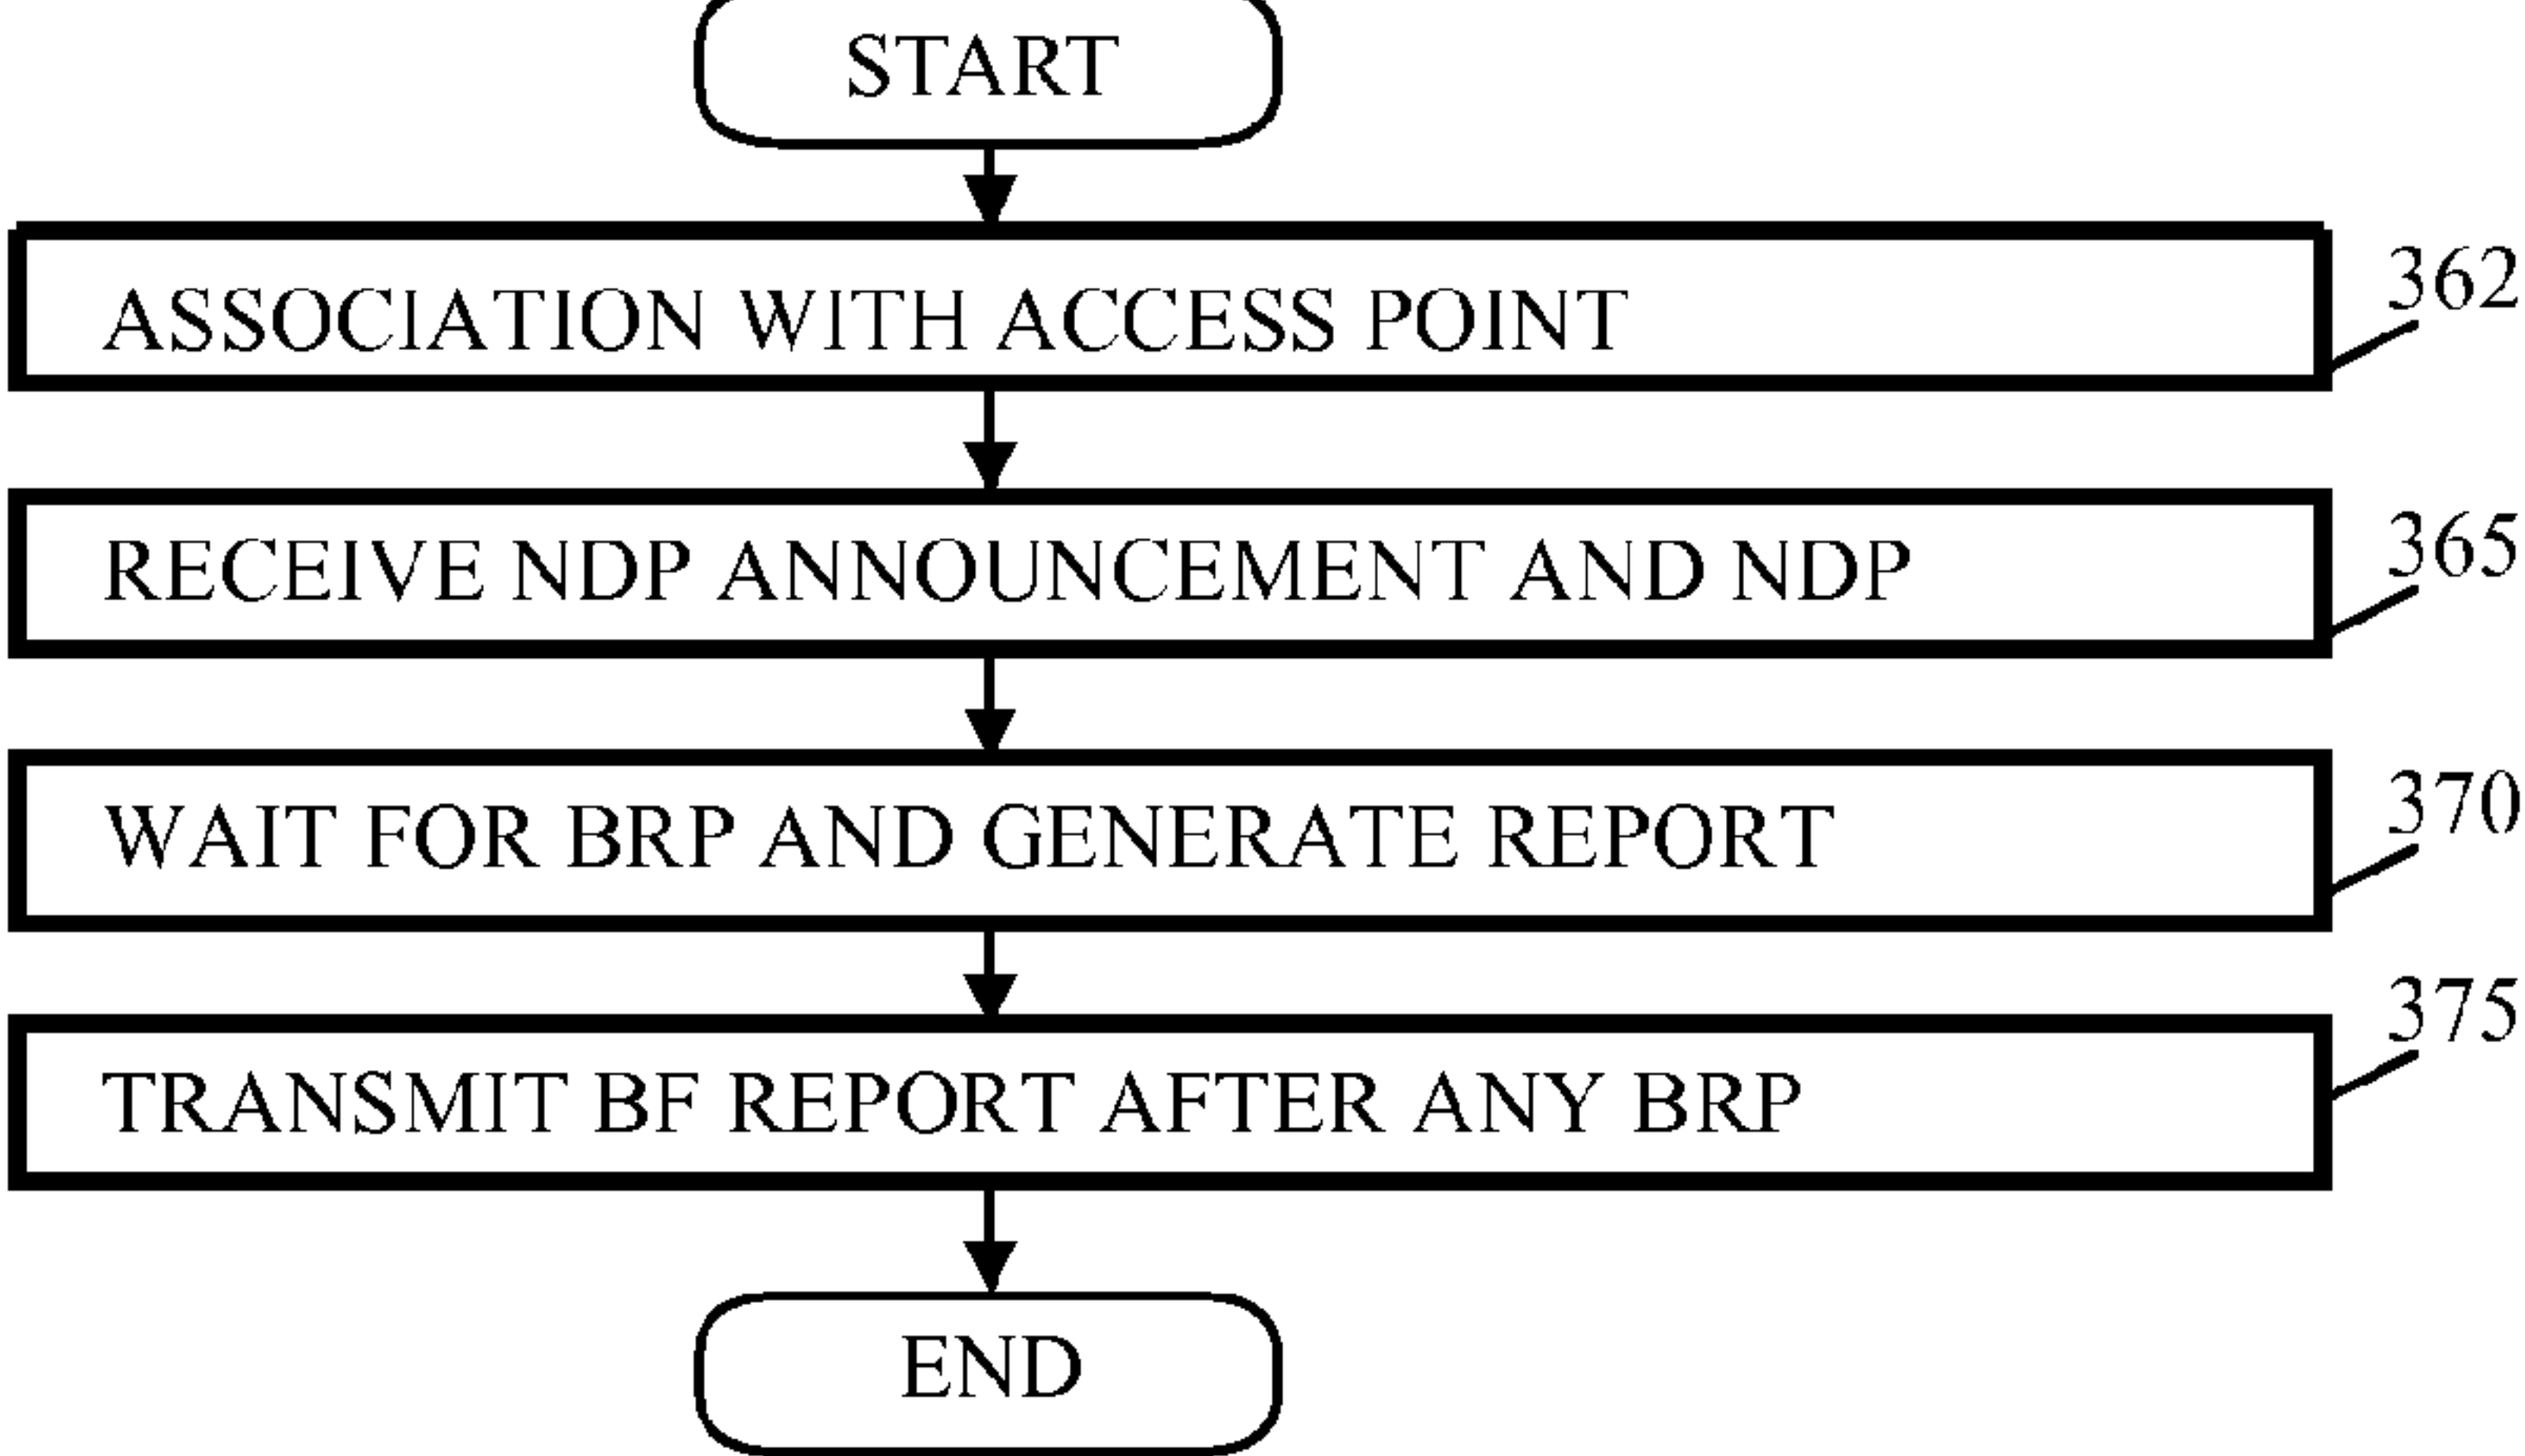 START
ASSOCIATION WITH ACCESS POINT
362
RECEIVE NDP ANNOUNCEMENT AND NDP
365
WAIT FOR BRP AND GENERATE REPORT
370
TRANSMIT BF REPORT AFTER ANY BRP
375
END